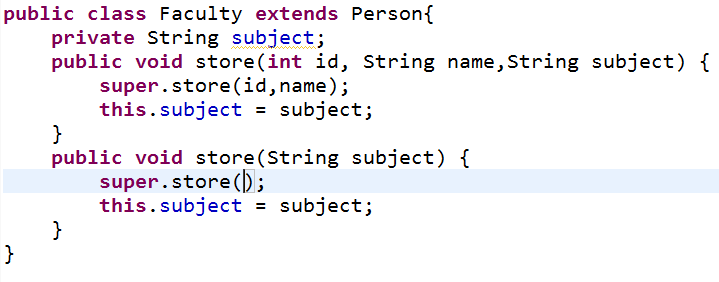 public class Faculty extends Person{
    private String subject;
    public void store(int id, String name,String subject) {
        super.store(id,name);
        this.subject = subject;
    }
    public void store(String subject) {
        super.store();
        this.subject = subject;
    }
}